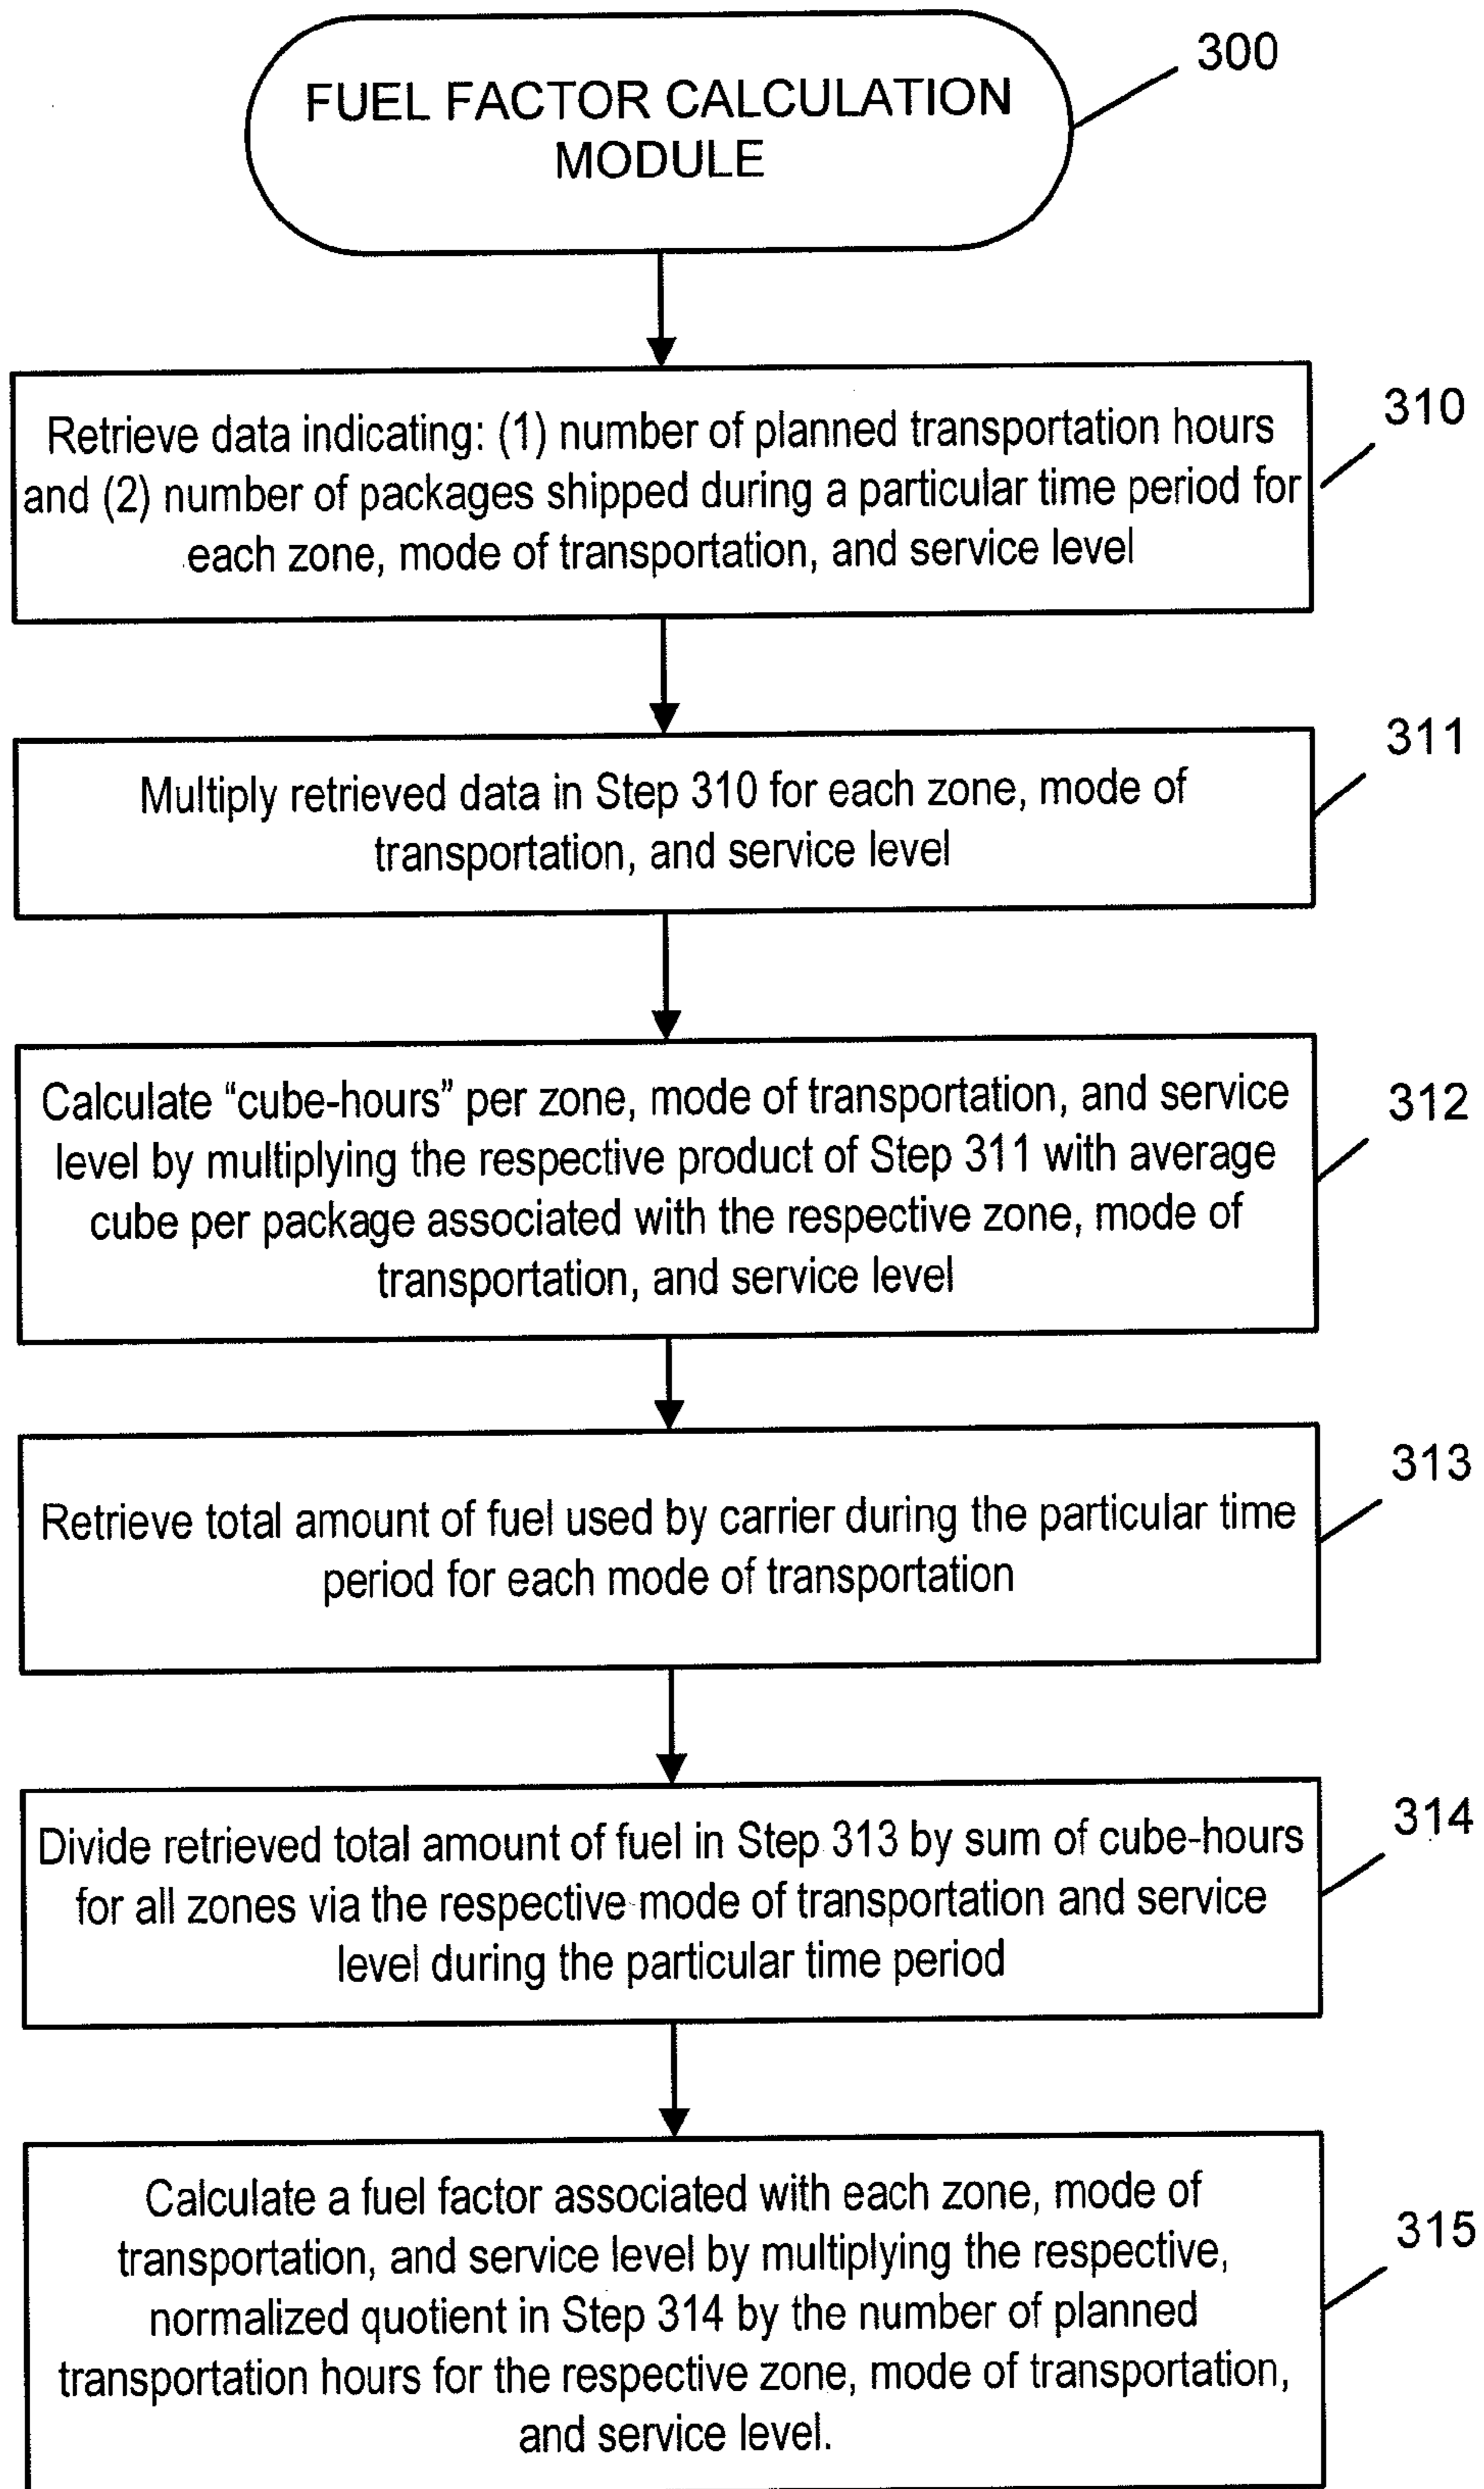 FUEL FACTOR CALCULATION
MODULE
300
Retrieve data indicating: (1) number of planned transportation hours
and (2) number of packages shipped during a particular time period for
each zone, mode of transportation, and service level
310
Multiply retrieved data in Step 310 for each zone, mode of
transportation, and service level
311
Calculate “cube-hours” per zone, mode of transportation, and service
level by multiplying the respective product of Step 311 with average
cube per package associated with the respective zone, mode of
transportation, and service level
312
Retrieve total amount of fuel used by carrier during the particular time
period for each mode of transportation
313
Divide retrieved total amount of fuel in Step 313 by sum of cube-hours
for all zones via the respective mode of transportation and service
level during the particular time period
314
Calculate a fuel factor associated with each zone, mode of
transportation, and service level by multiplying the respective,
normalized quotient in Step 314 by the number of planned
transportation hours for the respective zone, mode of transportation,
and service level.
315